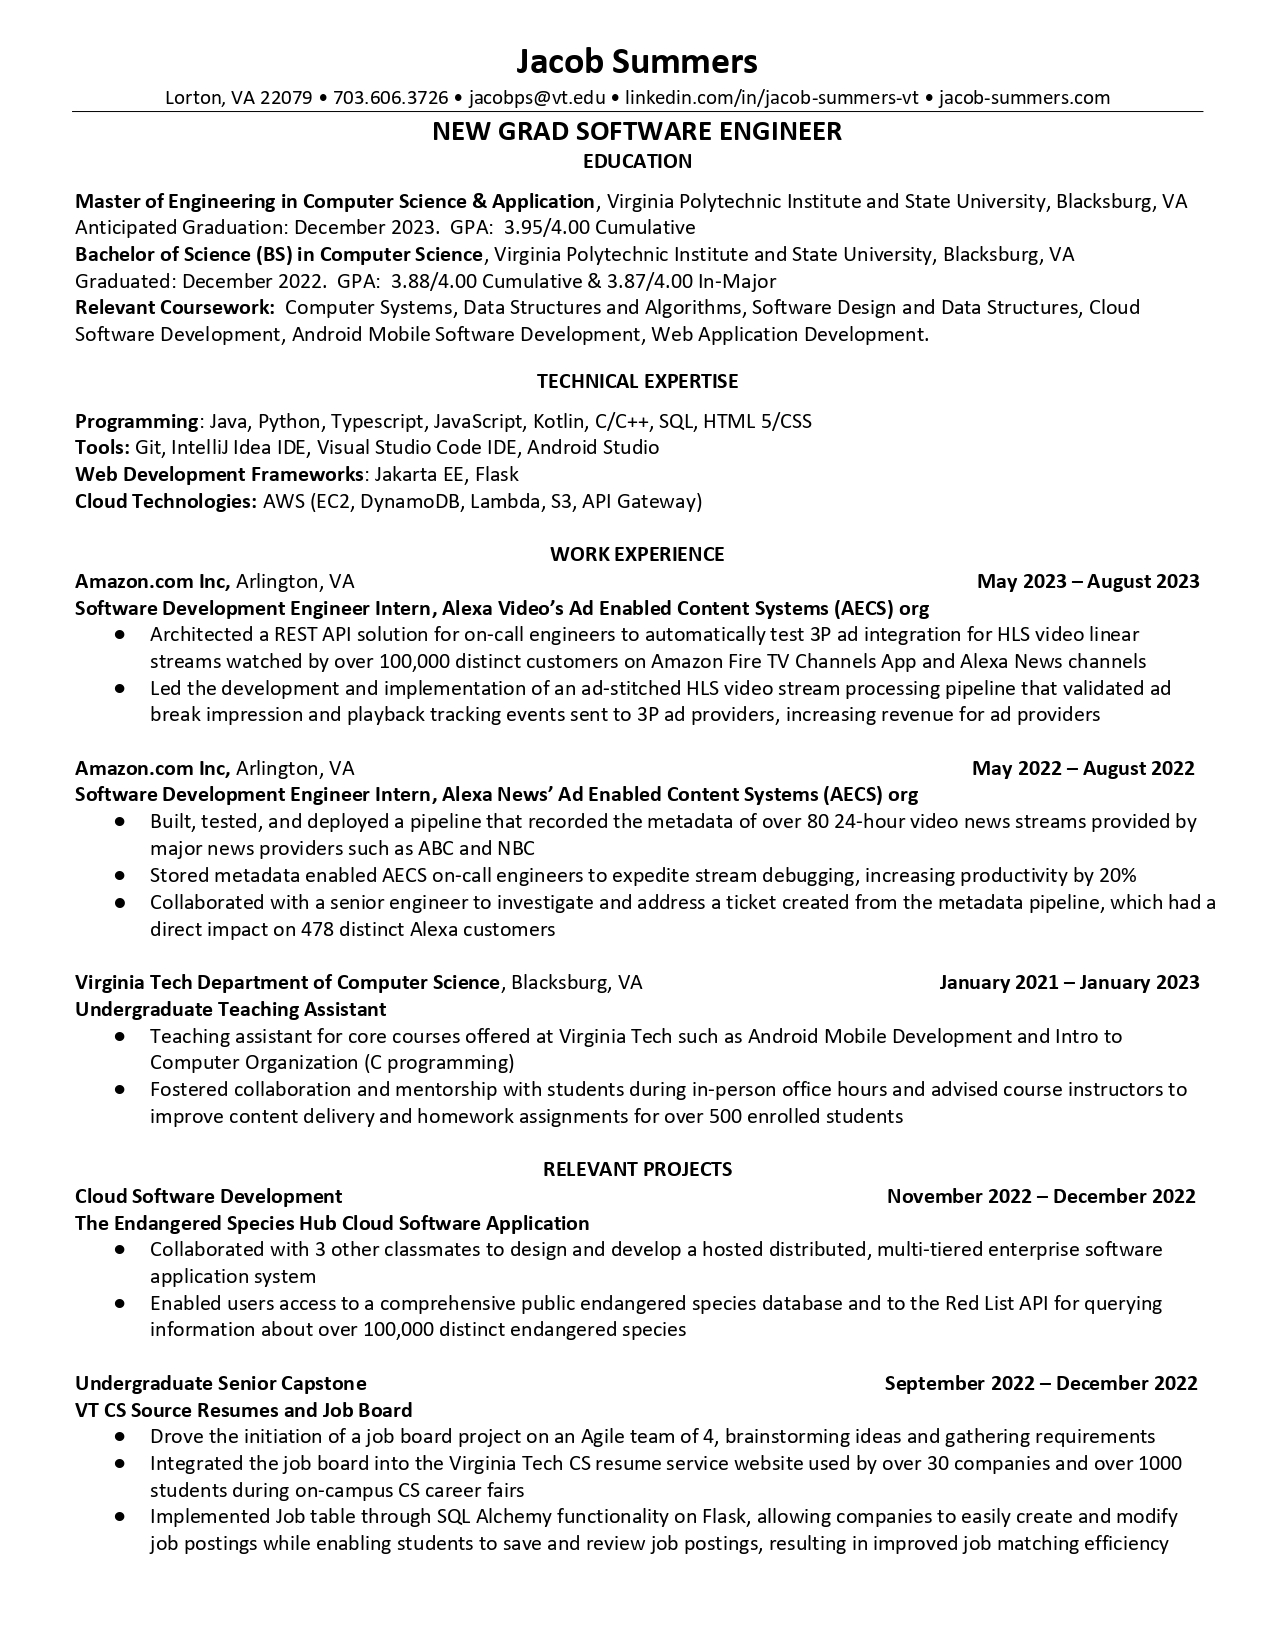 Jacob Summers
Lorton, VA 22079 • 703.606.3726 • jacobps@vt.edu • linkedin.com/in/jacob-summers-vt • jacob-summers.com
NEW GRAD SOFTWARE ENGINEER
EDUCATION
Master of Engineering in Computer Science & Application, Virginia Polytechnic Institute and State University, Blacksburg, VA
Anticipated Graduation: December 2023.  GPA:  3.95/4.00 Cumulative
Bachelor of Science (BS) in Computer Science, Virginia Polytechnic Institute and State University, Blacksburg, VA
Graduated: December 2022.  GPA:  3.88/4.00 Cumulative & 3.87/4.00 In-Major
Relevant Coursework:  Computer Systems, Data Structures and Algorithms, Software Design and Data Structures, Cloud
Software Development, Android Mobile Software Development, Web Application Development.
TECHNICAL EXPERTISE
Programming: Java, Python, Typescript, JavaScript, Kotlin, C/C++, SQL, HTML 5/CSS
Tools: Git, IntelliJ Idea IDE, Visual Studio Code IDE, Android Studio
Web Development Frameworks: Jakarta EE, Flask
Cloud Technologies: AWS (EC2, DynamoDB, Lambda, S3, API Gateway)
WORK EXPERIENCE
Amazon.com Inc, Arlington, VA May 2023 – August 2023
Software Development Engineer Intern, Alexa Video’s Ad Enabled Content Systems (AECS) org
● Architected a REST API solution for on-call engineers to automatically test 3P ad integration for HLS video linear
streams watched by over 100,000 distinct customers on Amazon Fire TV Channels App and Alexa News channels
● Led the development and implementation of an ad-stitched HLS video stream processing pipeline that validated ad
break impression and playback tracking events sent to 3P ad providers, increasing revenue for ad providers
Amazon.com Inc, Arlington, VA May 2022 – August 2022
Software Development Engineer Intern, Alexa News’ Ad Enabled Content Systems (AECS) org
● Built, tested, and deployed a pipeline that recorded the metadata of over 80 24-hour video news streams provided by
major news providers such as ABC and NBC
● Stored metadata enabled AECS on-call engineers to expedite stream debugging, increasing productivity by 20%
● Collaborated with a senior engineer to investigate and address a ticket created from the metadata pipeline, which had a
direct impact on 478 distinct Alexa customers
Virginia Tech Department of Computer Science, Blacksburg, VA January 2021 – January 2023
Undergraduate Teaching Assistant
● Teaching assistant for core courses offered at Virginia Tech such as Android Mobile Development and Intro to
Computer Organization (C programming)
● Fostered collaboration and mentorship with students during in-person office hours and advised course instructors to
improve content delivery and homework assignments for over 500 enrolled students
RELEVANT PROJECTS
Cloud Software Development November 2022 – December 2022
The Endangered Species Hub Cloud Software Application
● Collaborated with 3 other classmates to design and develop a hosted distributed, multi-tiered enterprise software
application system
● Enabled users access to a comprehensive public endangered species database and to the Red List API for querying
information about over 100,000 distinct endangered species
Undergraduate Senior Capstone September 2022 – December 2022
VT CS Source Resumes and Job Board
● Drove the initiation of a job board project on an Agile team of 4, brainstorming ideas and gathering requirements
● Integrated the job board into the Virginia Tech CS resume service website used by over 30 companies and over 1000
students during on-campus CS career fairs
● Implemented Job table through SQL Alchemy functionality on Flask, allowing companies to easily create and modify
job postings while enabling students to save and review job postings, resulting in improved job matching efficiency